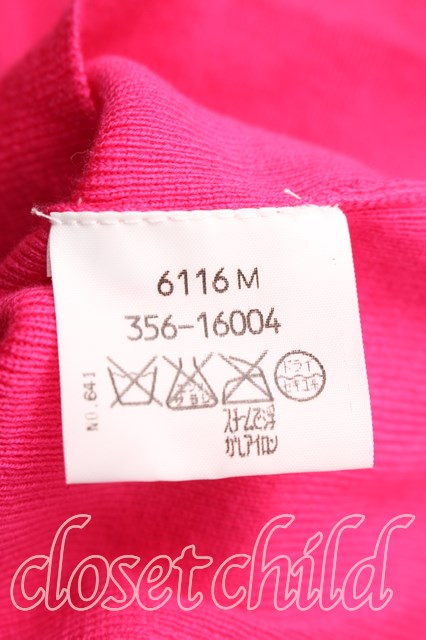 6116 M
356-16004
NO.641
ドライ
セキユ系
スチームで浮
かしアイロン
closet child